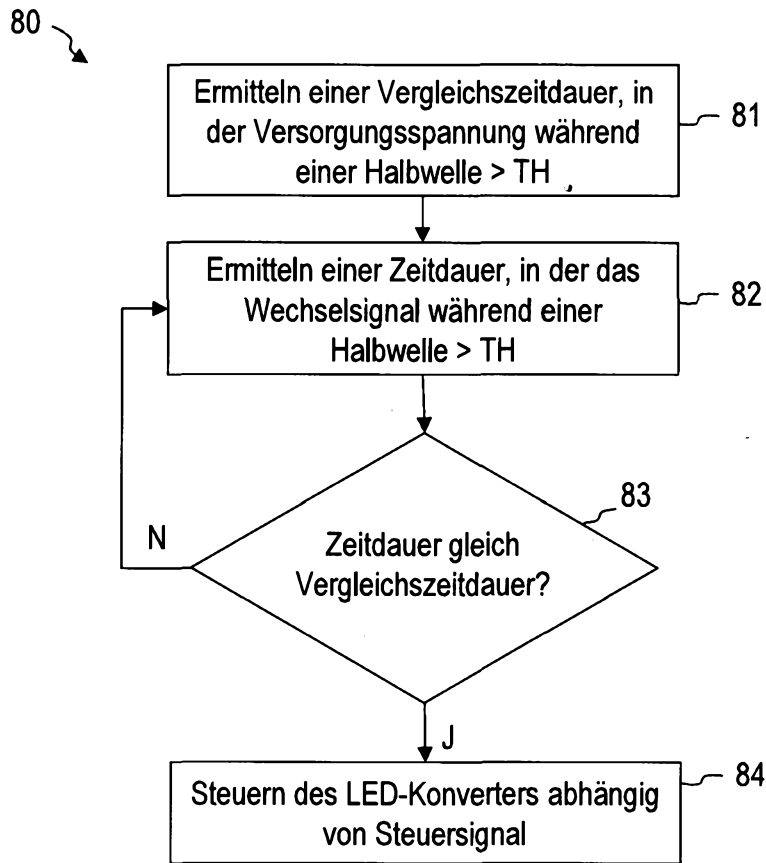 80
Ermitteln einer Vergleichszeitdauer, in
der Versorgungsspannung während
einer Halbwelle > TH
81
Ermitteln einer Zeitdauer, in der das
Wechselsignal während einer
Halbwelle > TH
82
83
N
Zeitdauer gleich
Vergleichszeitdauer?
J
84
Steuern des LED-Konverters abhängig
von Steuersignal